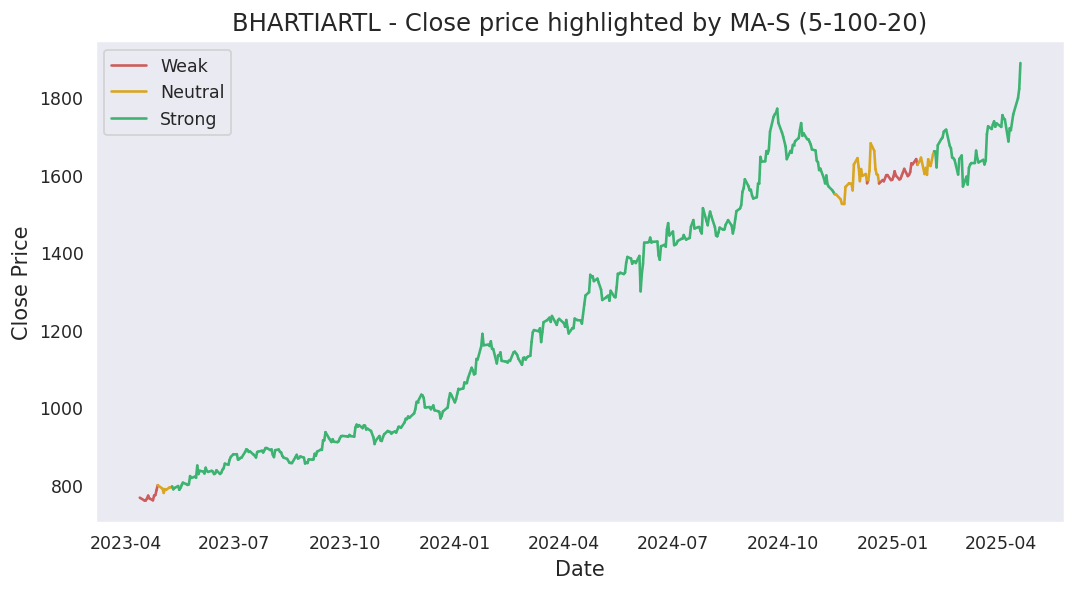 BHARTIARTL - Close price highlighted by MA-S (5-100-20)
Weak
Neutral
Strong
Close Price
1800
1600
1400
1200
1000
800
2023-04 2023-07 2023-10 2024-01 2024-04 2024-07 2024-10 2025-01 2025-04
Date